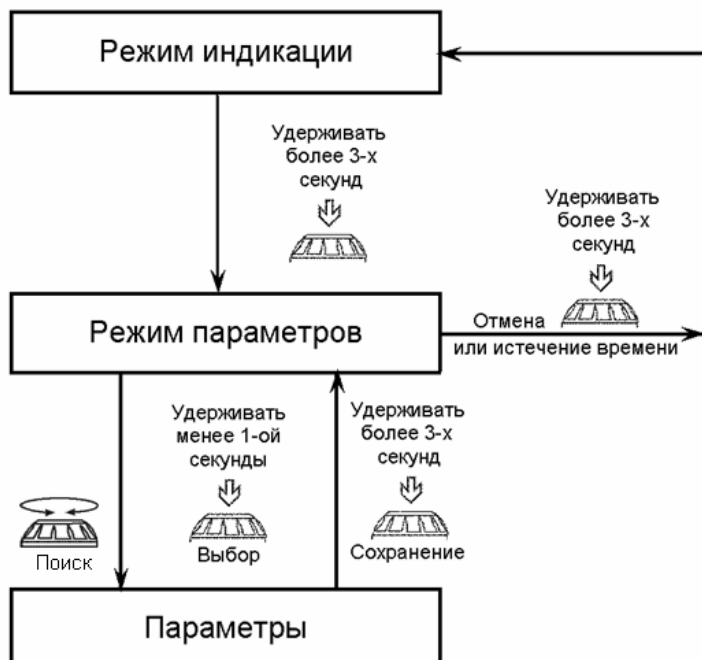 Режим индикации
Удерживать
более 3-х
секунд
Удерживать
более 3-х
секунд
Режим параметров
Отмена
или истечение времени
Удерживать
менее 1-ой
секунды
Удерживать
более 3-х
секунд
Поиск
Выбор
Сохранение
Параметры